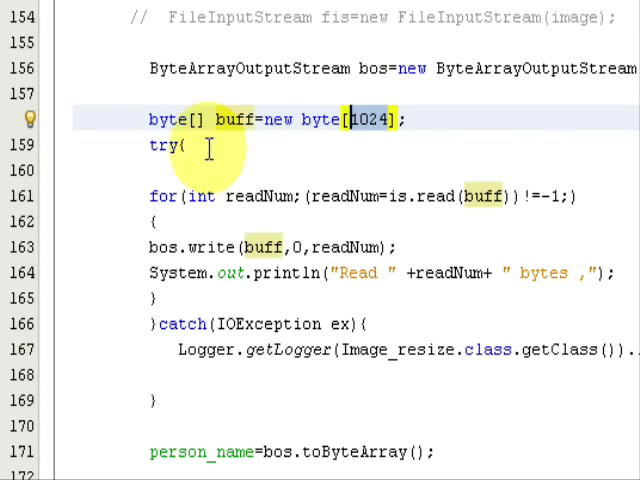 154 // FileInputStream fis=new FileInputStream(image);
155
156 ByteArrayOutputStream bos=new ByteArrayOutputStream
157
byte[] buff=new byte[1024];
159 try{
160
161 for(int readNum;(readNum=is.read(buff))!=-1;)
162 {
163 bos.write(buff,0,readNum);
164 System.out.println("Read " +readNum+ " bytes ,");
165 }
166 }catch(IOException ex){
167 Logger.getLogger(Image_resize.class.getClass())..
168
169 }
170
171 person_name=bos.toByteArray();
172